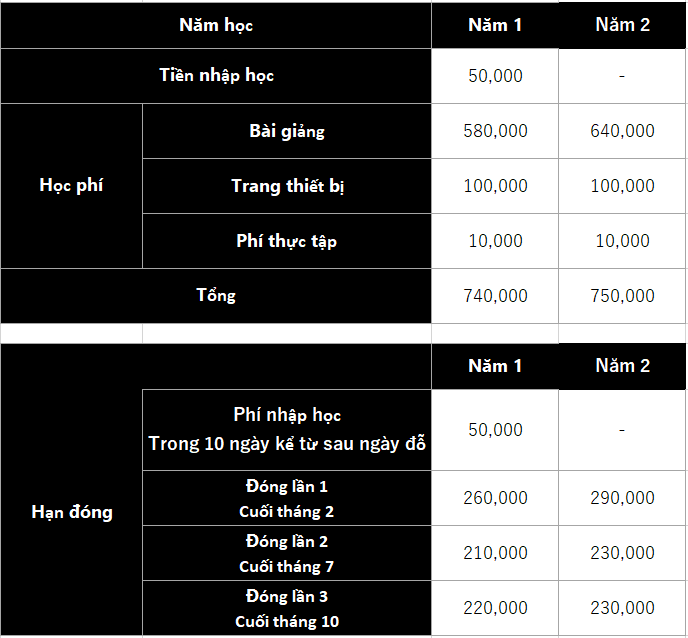 Năm học Năm 1 Năm 2
Tiền nhập học 50,000 -
Học phí
Bài giảng 580,000 640,000
Trang thiết bị 100,000 100,000
Phí thực tập 10,000 10,000
Tổng 740,000 750,000
Năm 1 Năm 2
Hạn đóng
Phí nhập học
Trong 10 ngày kể từ sau ngày đỗ
50,000 -
Đóng lần 1
Cuối tháng 2
260,000 290,000
Đóng lần 2
Cuối tháng 7
210,000 230,000
Đóng lần 3
Cuối tháng 10
220,000 230,000